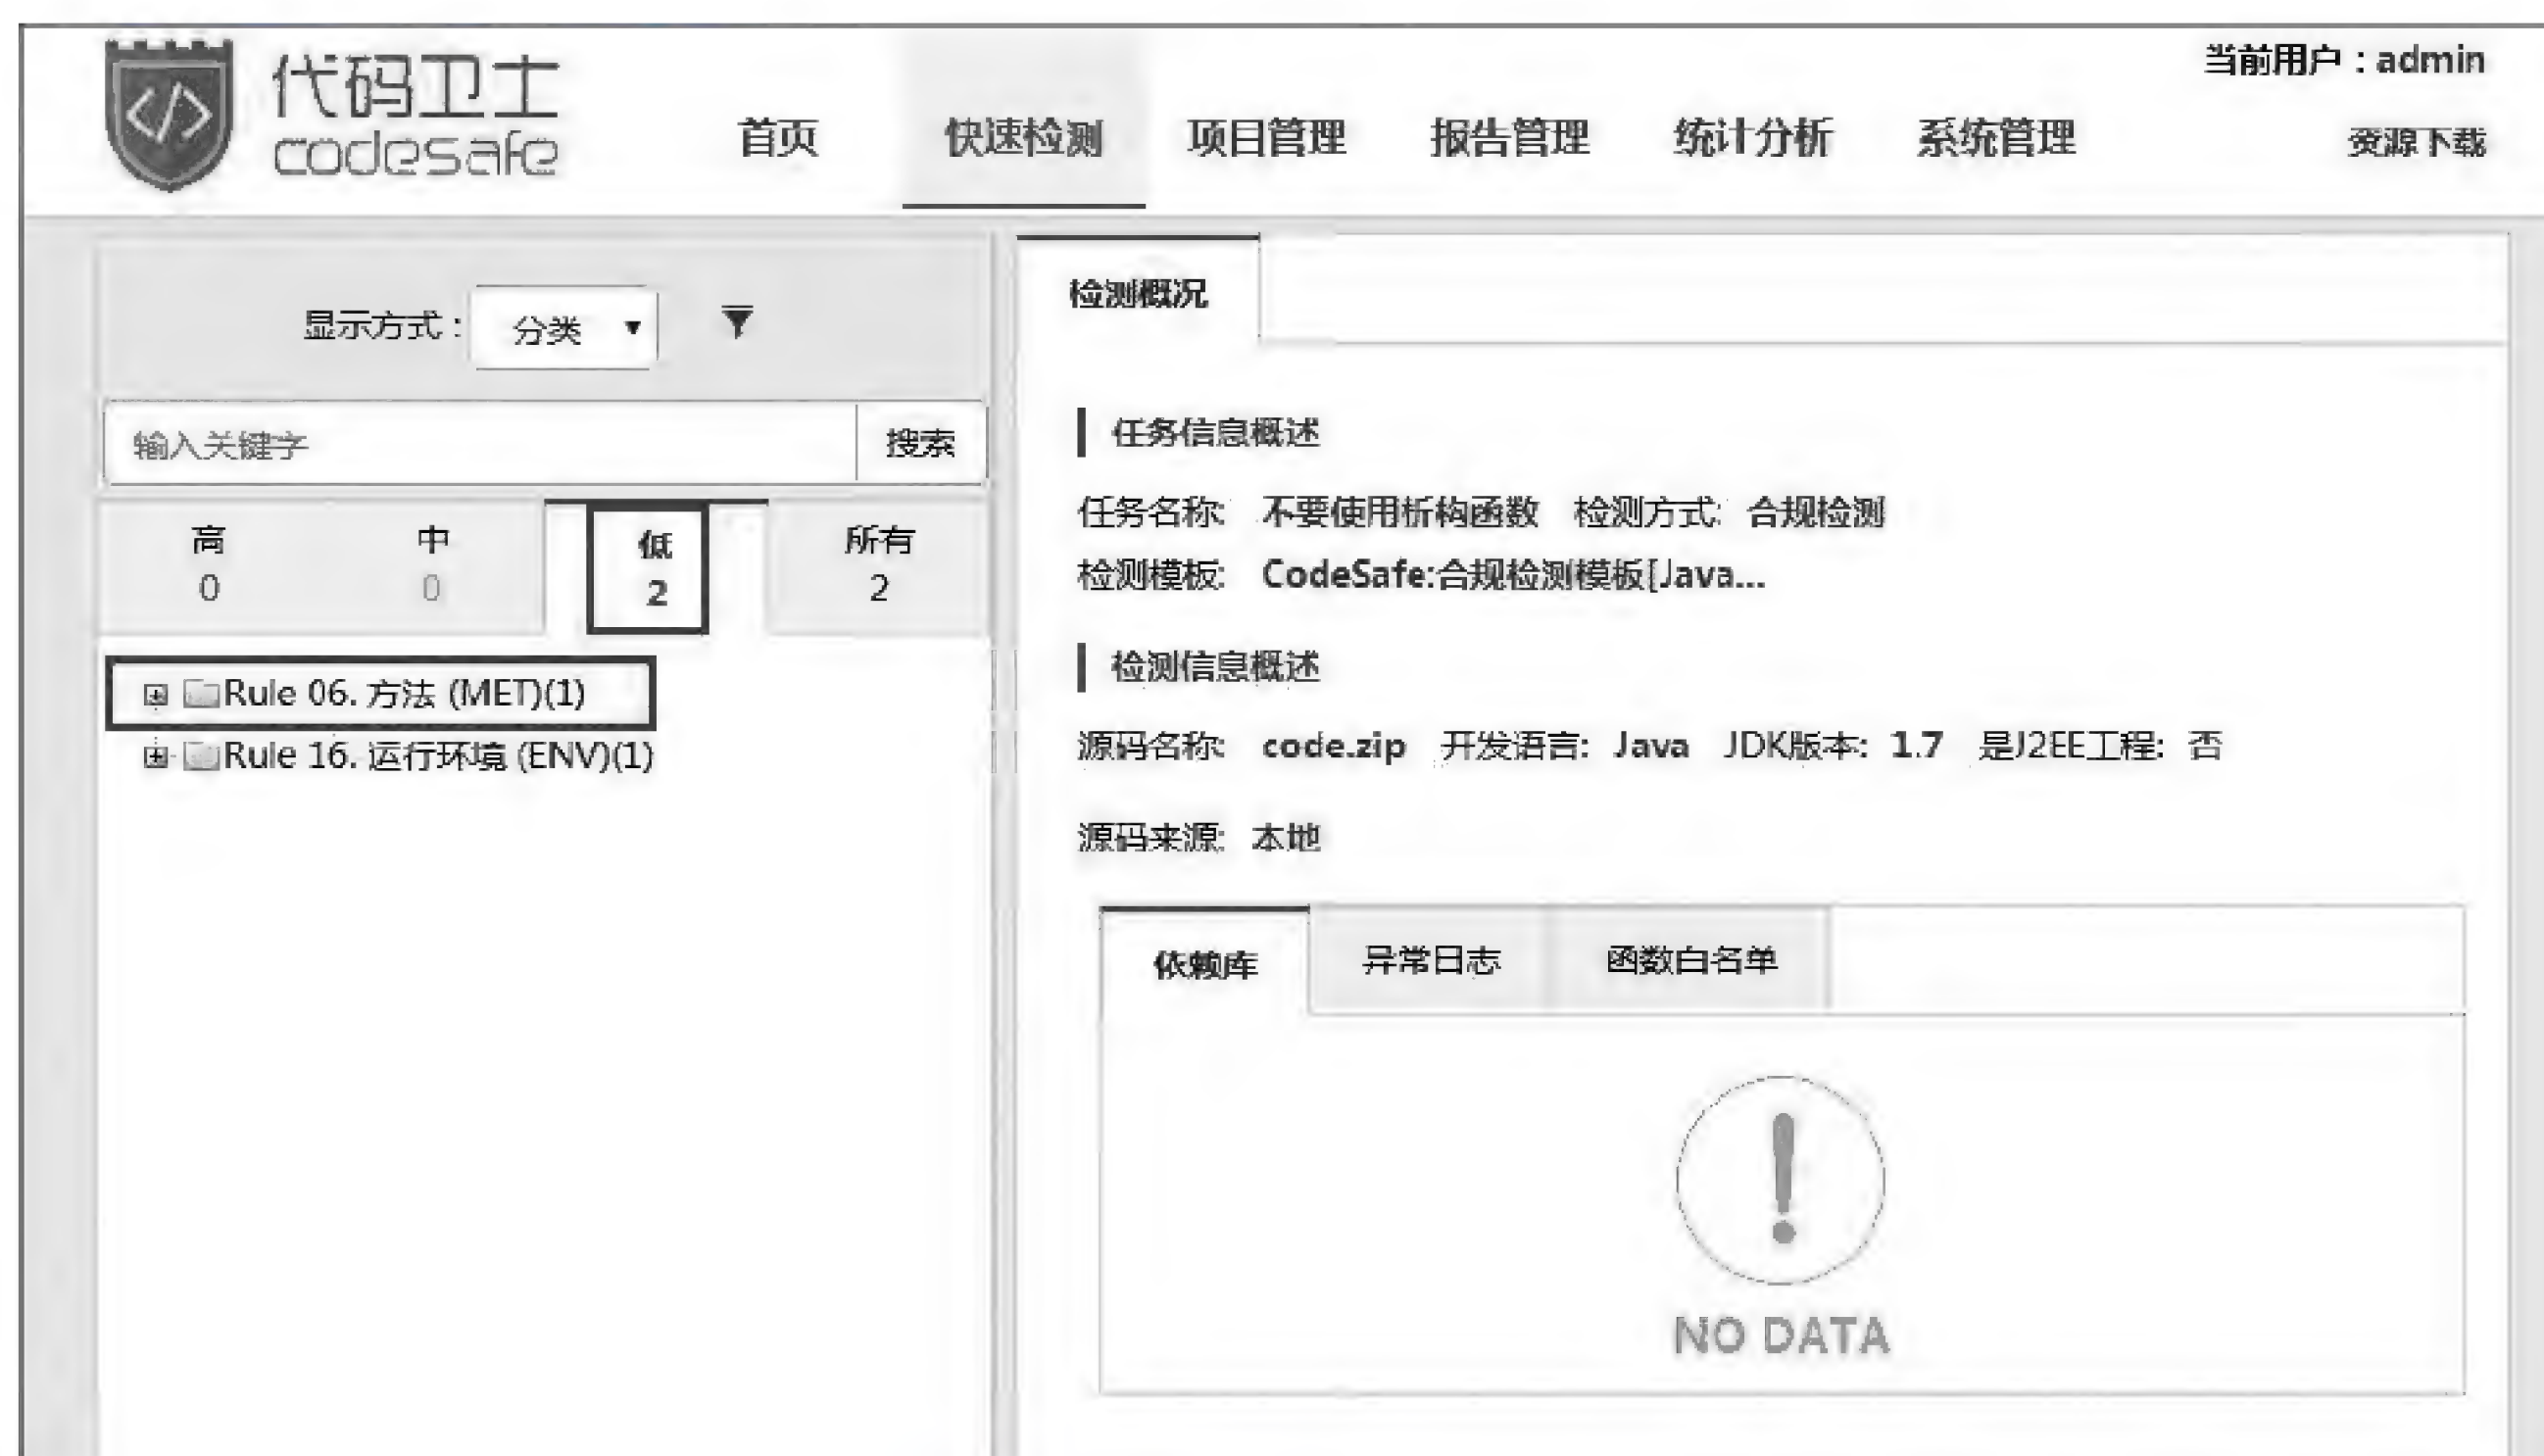 代码卫士
codesafe
当前用户：admin
首页 快速检测 项目管理 报告管理 统计分析 系统管理 资源下载
显示方式： 分类
输入关键字 搜索
高 中 低 所有
0 0 2 2
Rule 06. 方法 (MET)(1)
Rule 16. 运行环境 (ENV)(1)
检测概况
任务信息概述
任务名称: 不要使用析构函数 检测方式: 合规检测
检测模板: CodeSafe:合规检测模板[Java...
检测信息概述
源码名称: code.zip 开发语言: Java JDK版本: 1.7 是J2EE工程: 否
源码来源: 本地
依赖库 异常日志 函数白名单
NO DATA